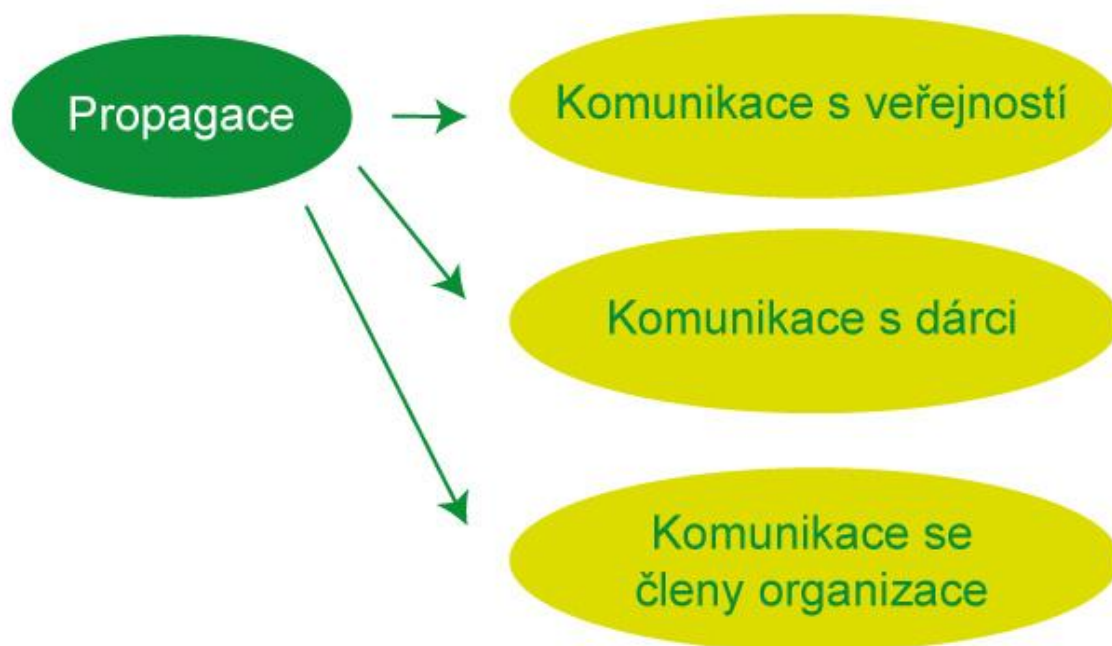 Propagace
Komunikace s veřejností
Komunikace s dárci
Komunikace se
členy organizace